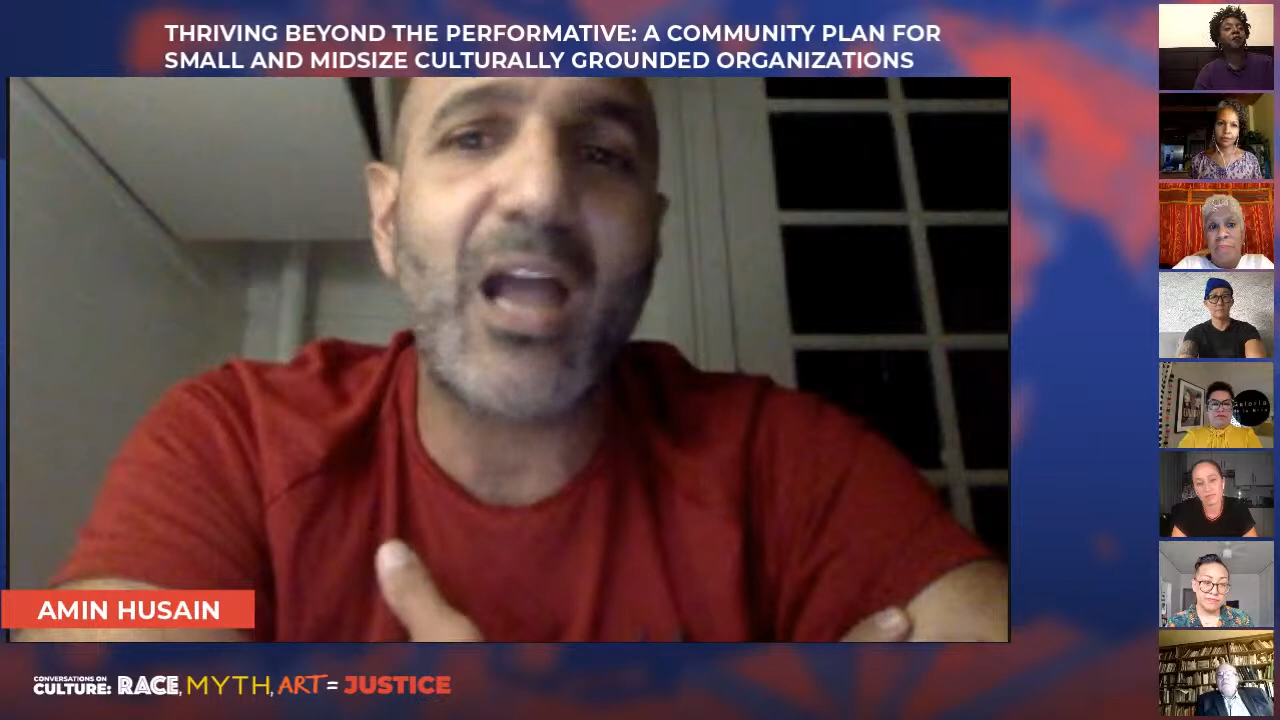 THRIVING BEYOND THE PERFORMATIVE: A COMMUNITY PLAN FOR
SMALL AND MIDSIZE CULTURALLY GROUNDED ORGANIZATIONS
AMIN HUSAIN
CONVERSATIONS ON
CULTURE: RACE, MYTH, ART = JUSTICE